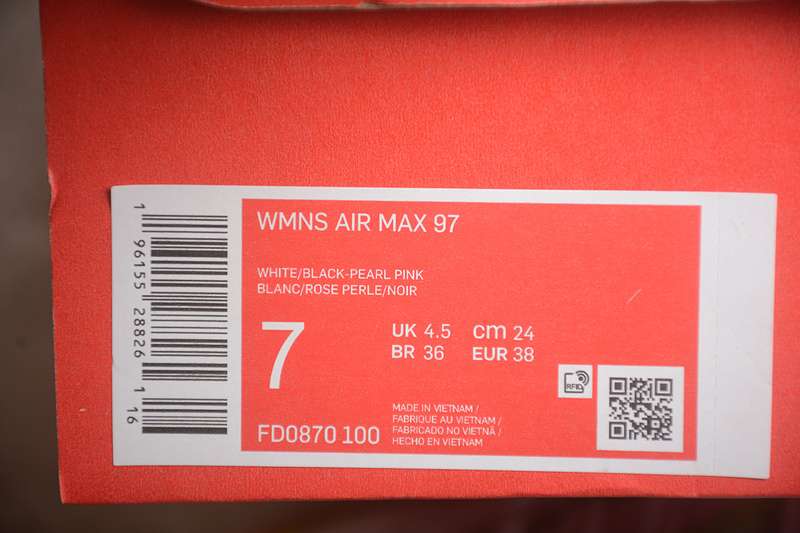 WMNS AIR MAX 97
WHITE/BLACK-PEARL PINK
BLANC/ROSE PERLE/NOIR
7
UK 4.5 cm 24
BR 36 EUR 38
FD0870 100
MADE IN VIETNAM /
FABRIQUE AU VIETNAM /
FABRICADO NO VIETNÃ /
HECHO EN VIETNAM
RFID
1 96155 28826 1 16